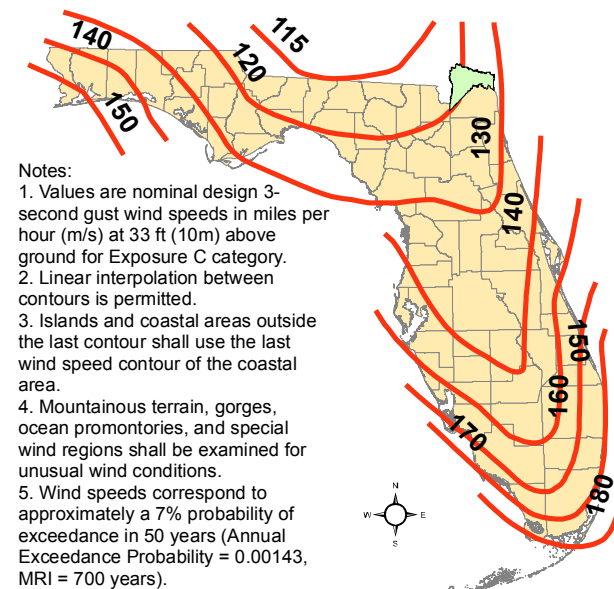 115
140
120
150
130
Notes:
1. Values are nominal design 3-
second gust wind speeds in miles per
hour (m/s) at 33 ft (10m) above
ground for Exposure C category.
2. Linear interpolation between
contours is permitted.
3. Islands and coastal areas outside
the last contour shall use the last
wind speed contour of the coastal
area.
4. Mountainous terrain, gorges,
ocean promontories, and special
wind regions shall be examined for
unusual wind conditions.
5. Wind speeds correspond to
approximately a 7% probability of
exceedance in 50 years (Annual
Exceedance Probability = 0.00143,
MRI = 700 years).
140
150
160
170
180
N
W E
S